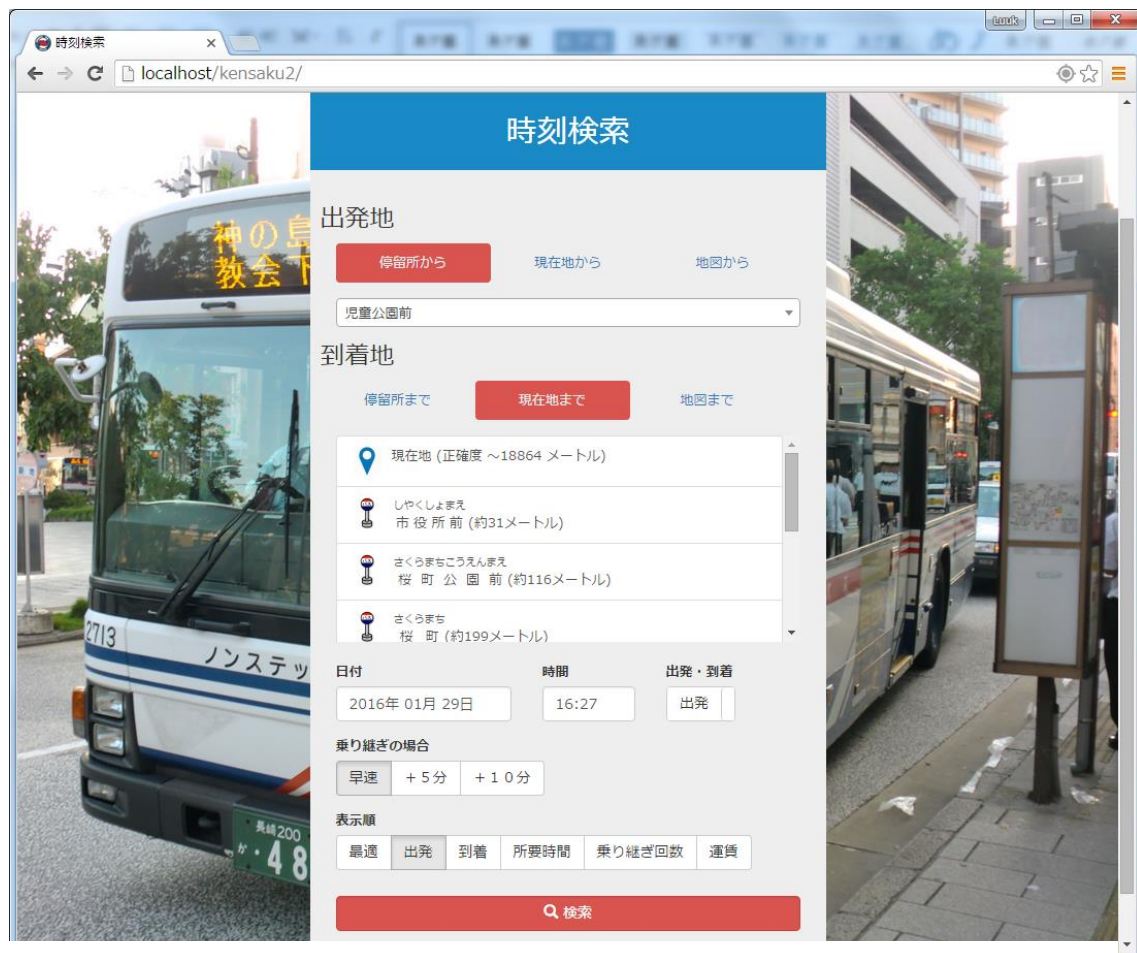 Luuk
時刻検索
localhost/kensaku2/
時刻検索
神の島
教会下
2713
ノンステッ
長崎200
か・48
出発地
停留所から 現在地から 地図から
児童公園前
到着地
停留所まで 現在地まで 地図まで
現在地 (正確度 ～18864 メートル)
しやくしょまえ
市役所前 (約31メートル)
さくらまちこうえんまえ
桜町公園前 (約116メートル)
さくらまち
桜町 (約199メートル)
日付 時間 出発・到着
2016年 01月 29日 16:27 出発
乗り継ぎの場合
早速 +5分 +10分
表示順
最適 出発 到着 所要時間 乗り継ぎ回数 運賃
検索